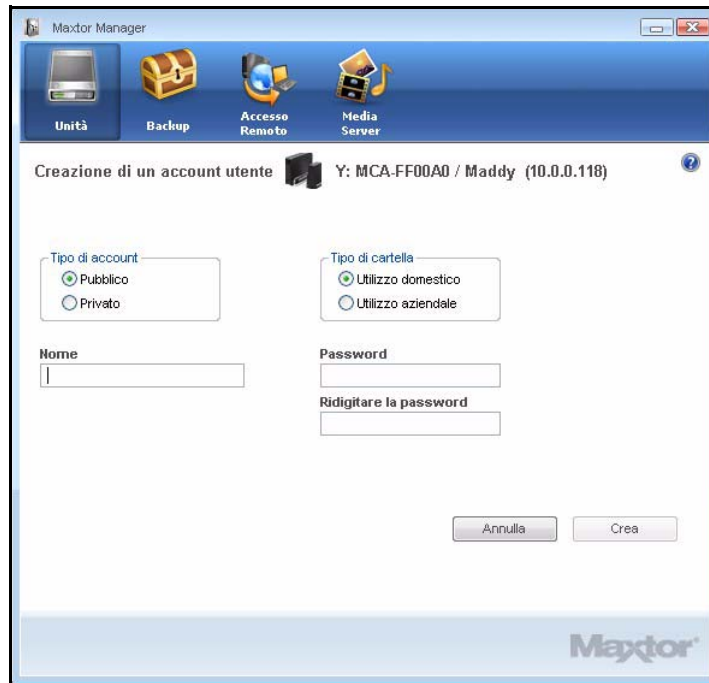 Maxtor Manager
Unità
Backup
Accesso
Remoto
Media
Server
Creazione di un account utente Y: MCA-FF00A0 / Maddy (10.0.0.118)
?
Tipo di account
Pubblico
Privato
Tipo di cartella
Utilizzo domestico
Utilizzo aziendale
Nome
Password
Ridigitare la password
Annulla
Crea
Maxtor